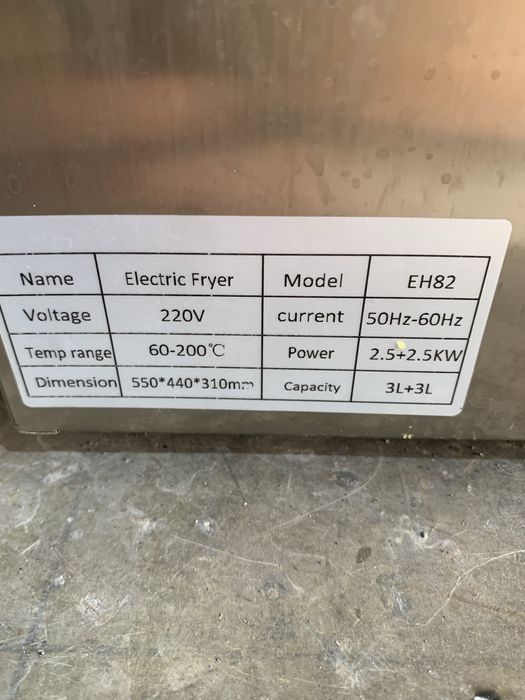 Name Electric Fryer Model EH82
Voltage 220V current 50Hz-60Hz
Temp range 60-200℃ Power 2.5+2.5KW
Dimension 550*440*310mm Capacity 3L+3L